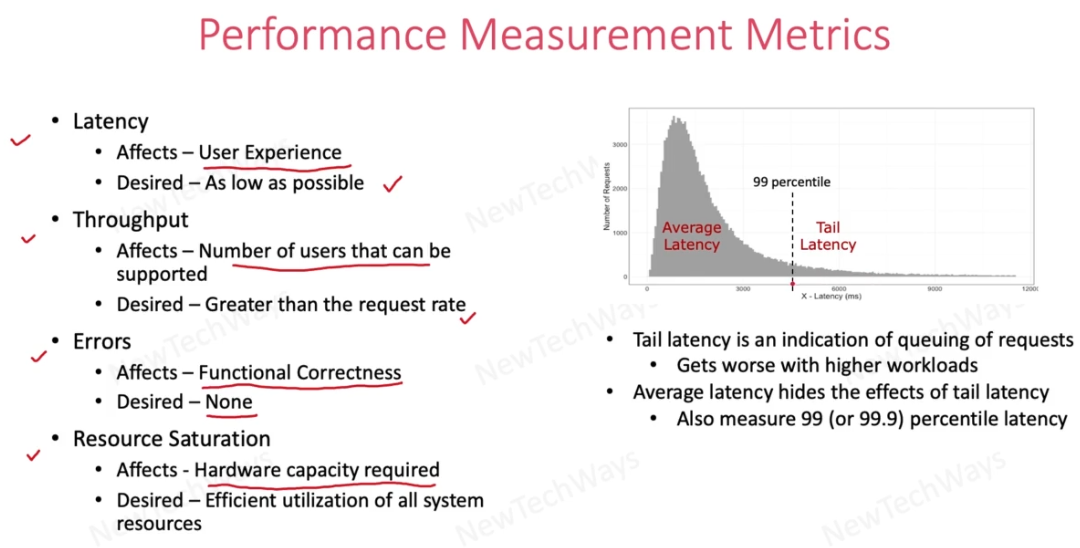 Performance Measurement Metrics
• Latency
• Affects – User Experience
• Desired – As low as possible
• Throughput
• Affects – Number of users that can be
supported
• Desired – Greater than the request rate
• Errors
• Affects – Functional Correctness
• Desired – None
• Resource Saturation
• Affects - Hardware capacity required
• Desired – Efficient utilization of all system
resources
Number of Requests
3000
2000
1000
0
99 percentile
Average
Latency
Tail
Latency
0 3000 6000 9000 12000
X - Latency (ms)
• Tail latency is an indication of queuing of requests
• Gets worse with higher workloads
• Average latency hides the effects of tail latency
• Also measure 99 (or 99.9) percentile latency
NewTechWays
NewTechWays
NewTechWays
NewTechWays
NewTechWays
NewTechWays
NewTechWays
NewTechWays
NewTechWays